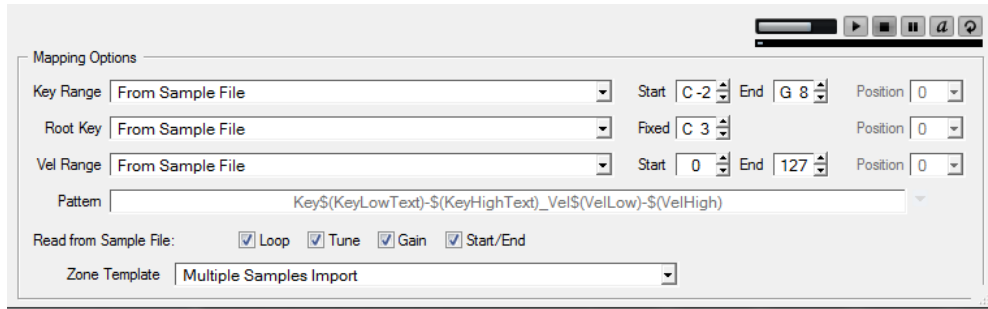 a
Mapping Options
Key Range From Sample File Start C -2 End G 8 Position 0
Root Key From Sample File Fixed C 3 Position 0
Vel Range From Sample File Start 0 End 127 Position 0
Pattern Key$(KeyLowText)-$(KeyHighText)_Vel$(VelLow)-$(VelHigh)
Read from Sample File: Loop Tune Gain Start/End
Zone Template Multiple Samples Import